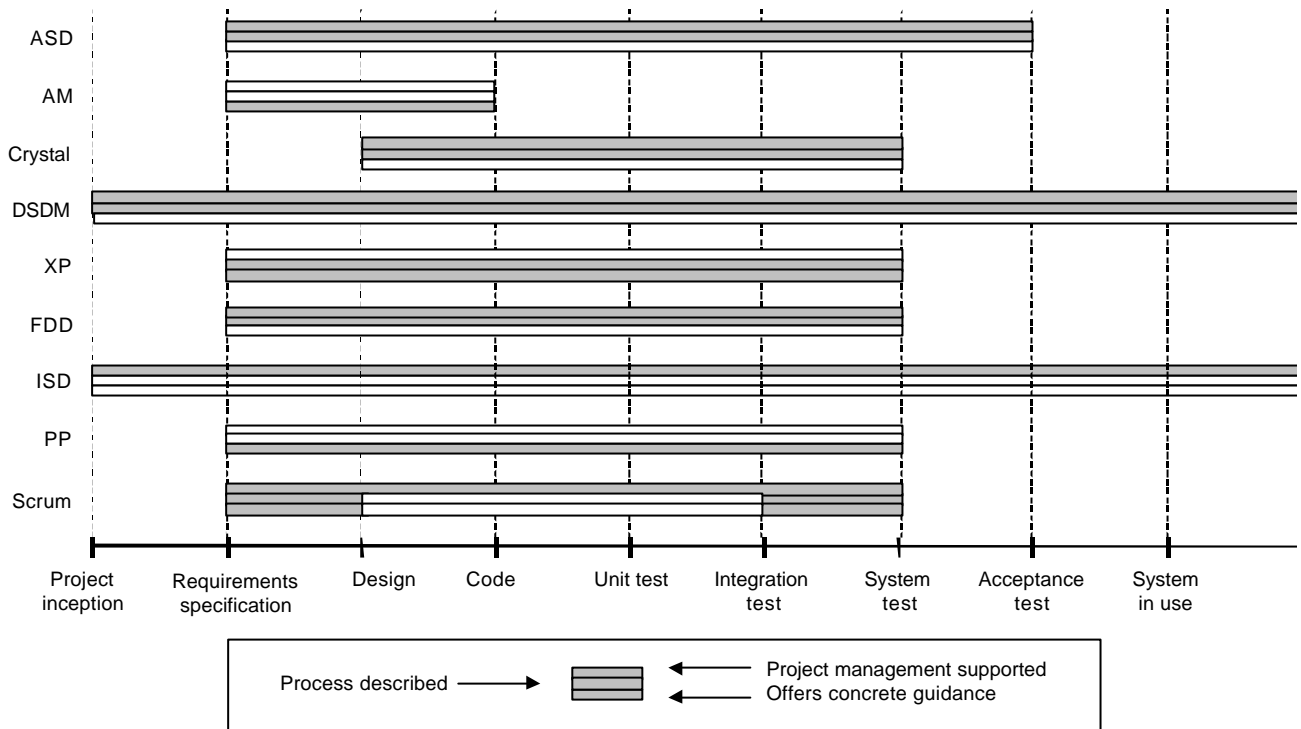 ASD
AM
Crystal
DSDM
XP
FDD
ISD
PP
Scrum
Project
inception
Requirements
specification
Design
Code
Unit test
Integration
test
System
test
Acceptance
test
System
in use
Process described
Project management supported
Offers concrete guidance